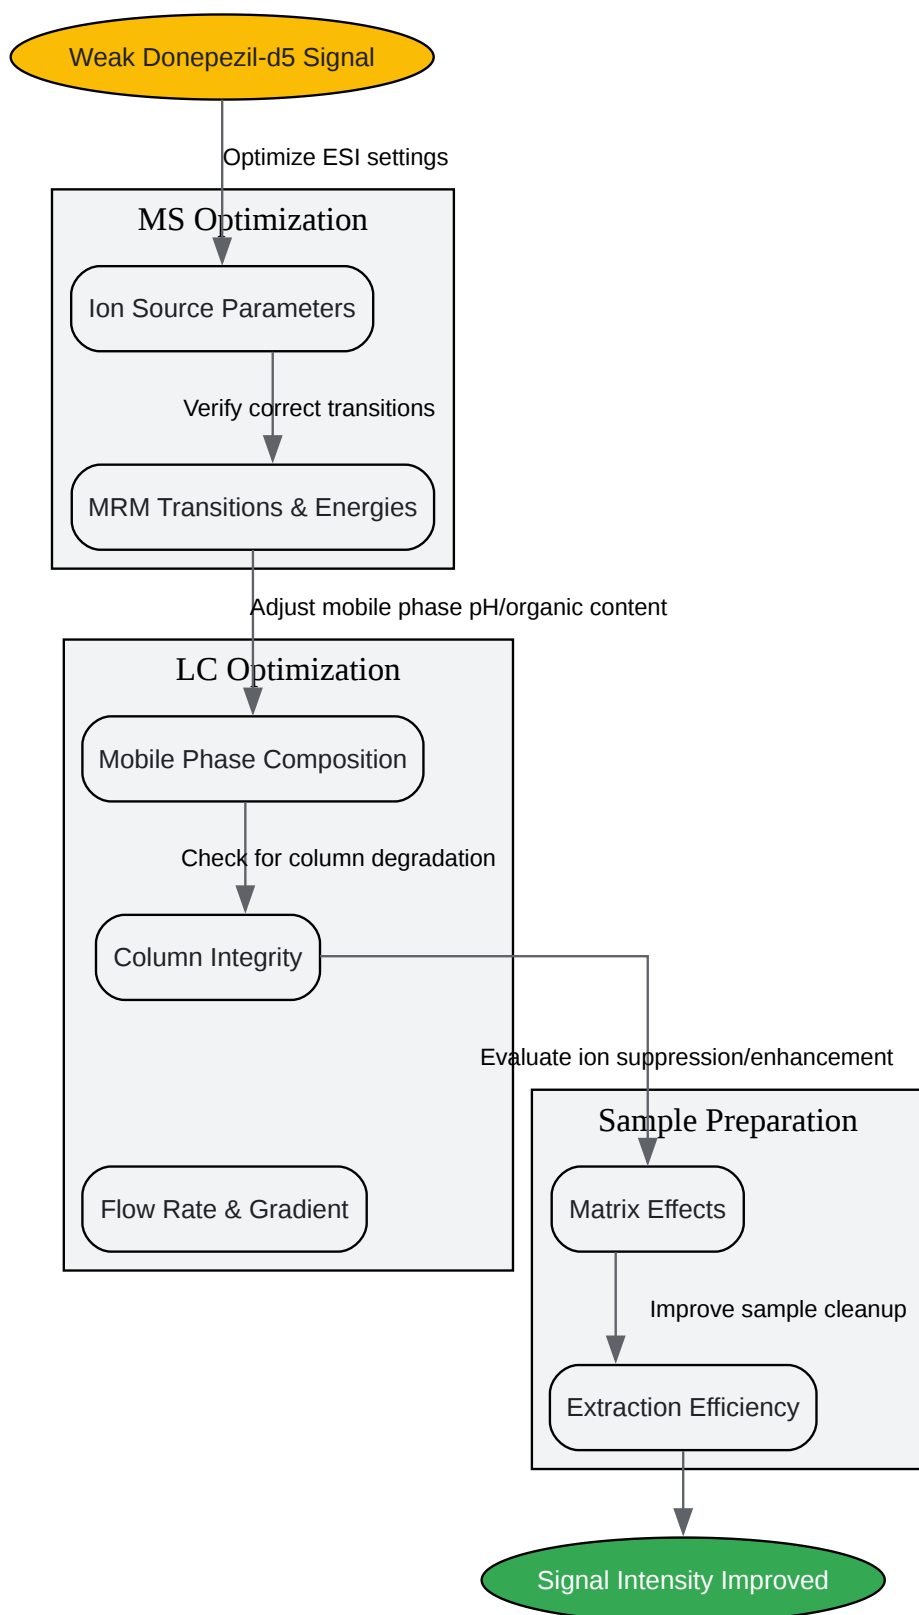 Weak Donepezil-d5 Signal
Optimize ESI settings
MS Optimization
Ion Source Parameters
Verify correct transitions
MRM Transitions & Energies
Adjust mobile phase pH/organic content
LC Optimization
Mobile Phase Composition
Check for column degradation
Column Integrity
Evaluate ion suppression/enhancement
Sample Preparation
Flow Rate & Gradient
Matrix Effects
Improve sample cleanup
Extraction Efficiency
Signal Intensity Improved